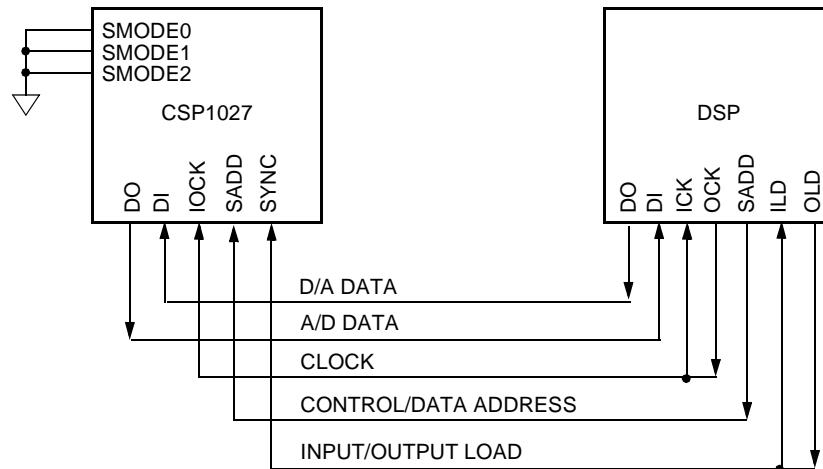 SMODE0
SMODE1
SMODE2
CSP1027
DSP
DO
DI
IOCK
SADD
SYNC
DO
DI
ICK
OCK
SADD
ILD
OLD
D/A DATA
A/D DATA
CLOCK
CONTROL/DATA ADDRESS
INPUT/OUTPUT LOAD